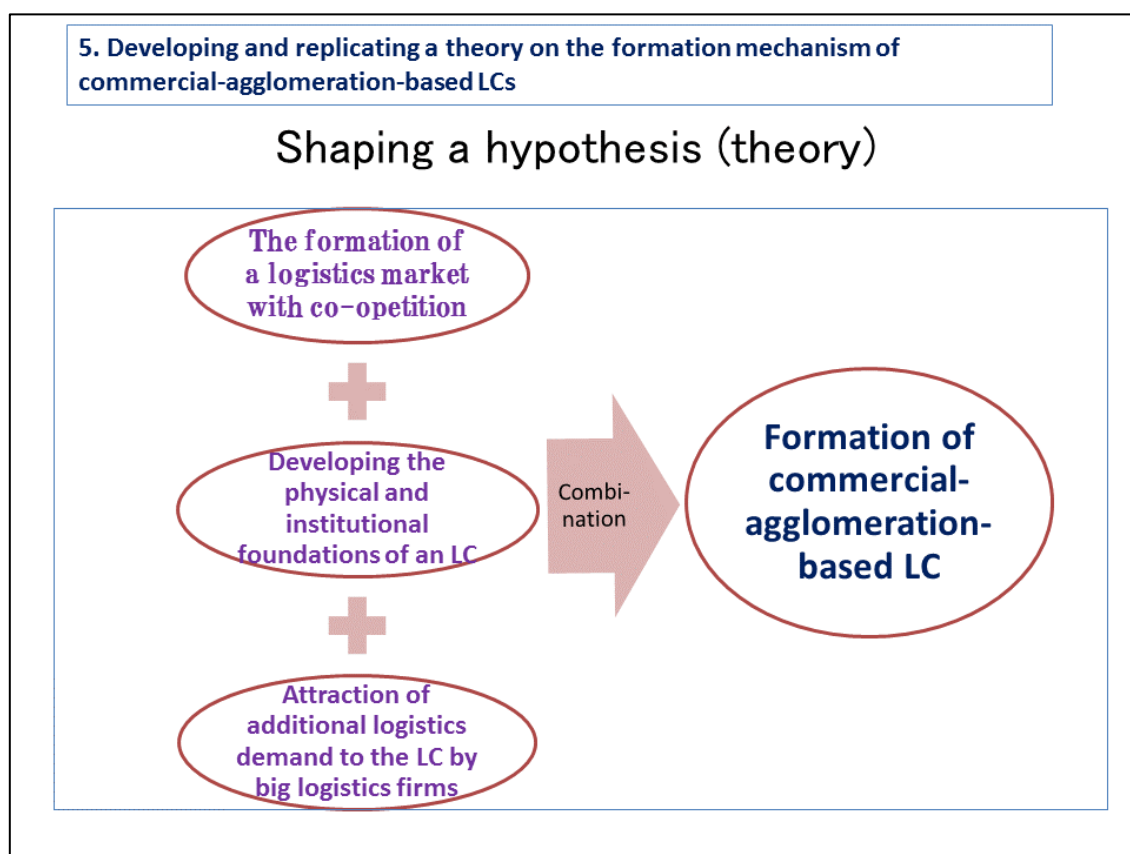 5. Developing and replicating a theory on the formation mechanism of
commercial-agglomeration-based LCs
Shaping a hypothesis (theory)
The formation of
a logistics market
with co-opetition
Developing the
physical and
institutional
foundations of an LC
Attraction of
additional logistics
demand to the LC by
big logistics firms
Combi-
nation
Formation of
commercial-
agglomeration-
based LC